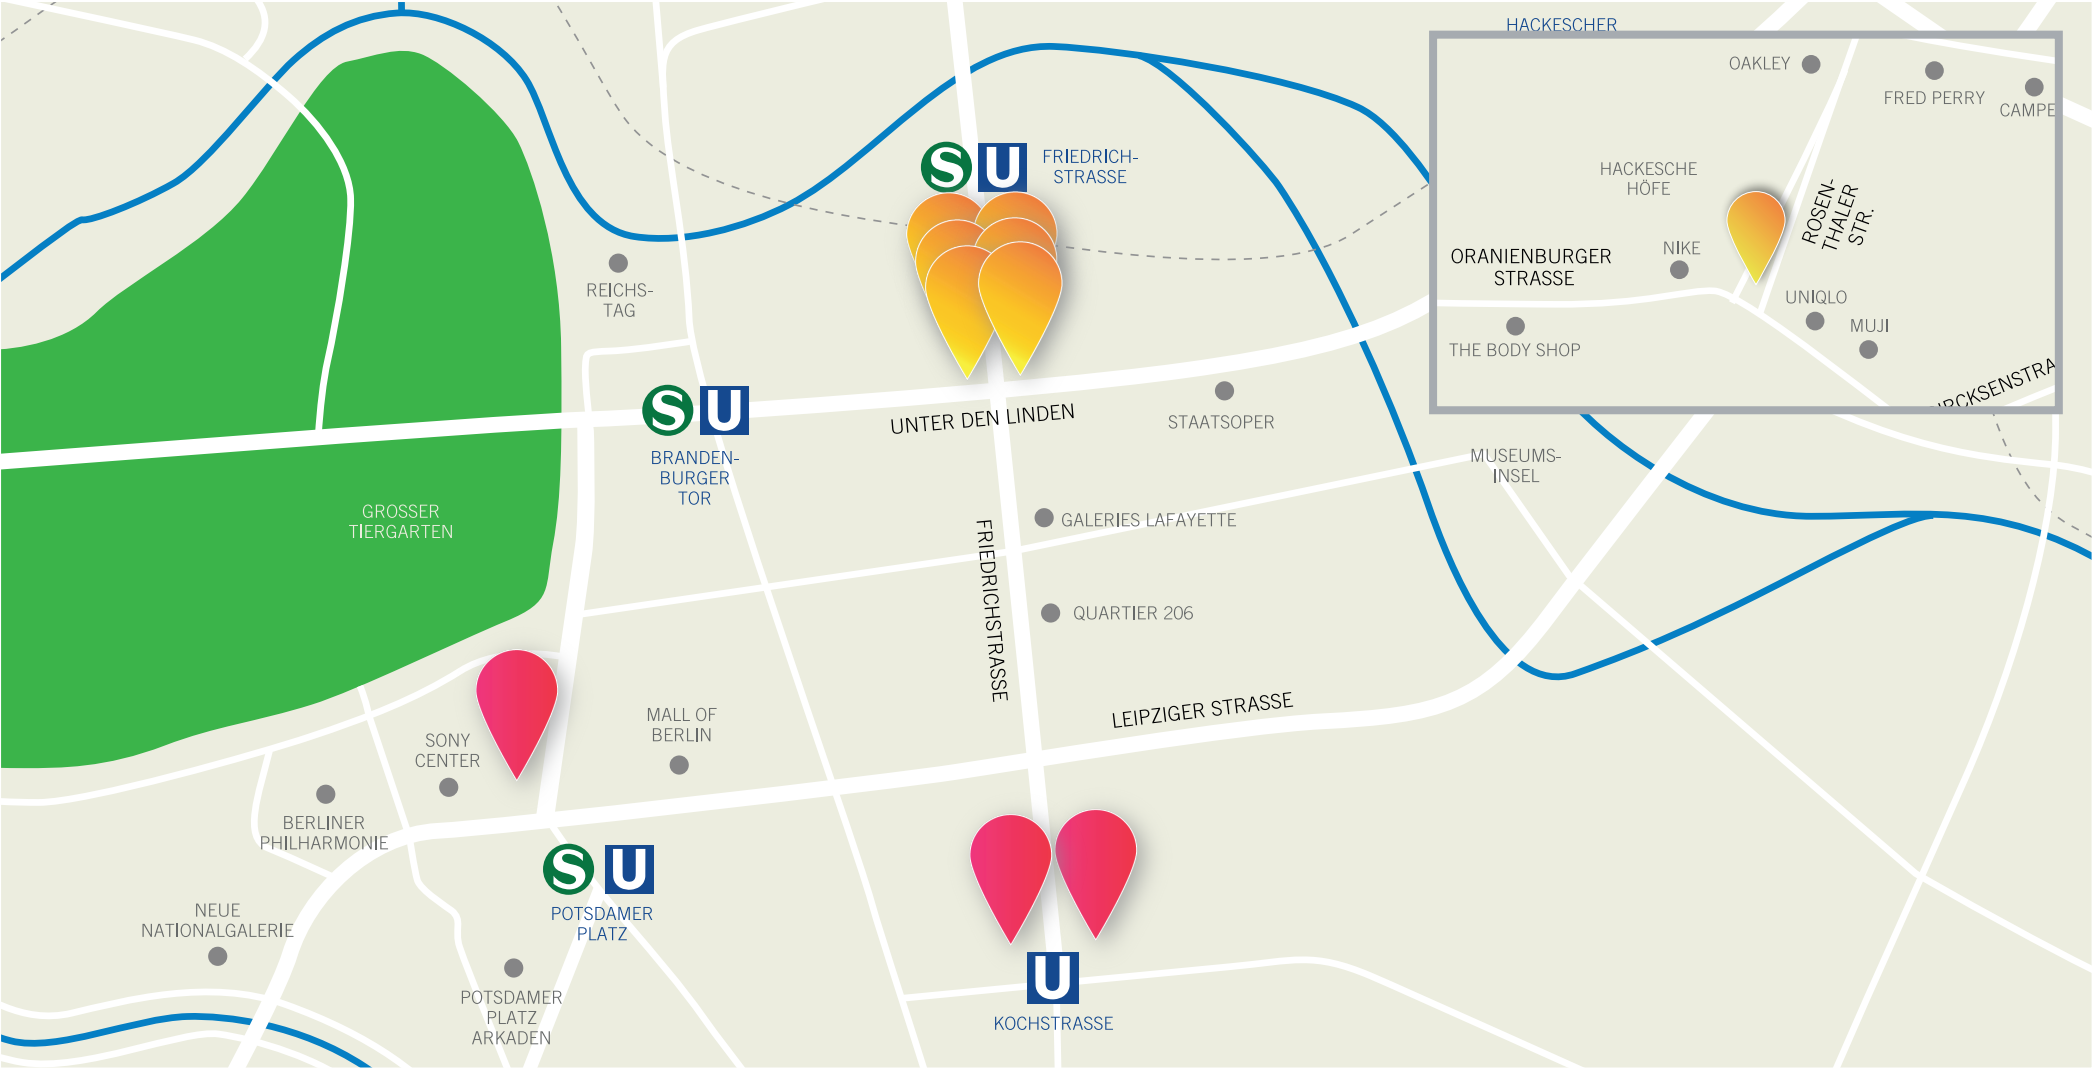 HACKESCHER
OAKLEY
FRED PERRY
CAMPE
HACKESCHE
HÖFE
ROSEN-
THALER
STR.
NIKE
ORANIENBURGER
STRASSE
UNIQLO
MUJI
THE BODY SHOP
IRCKSENSTRA
S U
FRIEDRICH-
STRASSE
REICHS-
TAG
S U
BRANDEN-
BURGER
TOR
UNTER DEN LINDEN
STAATSOPER
MUSEUMS-
INSEL
GROSSER
TIERGARTEN
GALERIES LAFAYETTE
FRIEDRICHSTRASSE
QUARTIER 206
LEIPZIGER STRASSE
MALL OF
BERLIN
SONY
CENTER
BERLINER
PHILHARMONIE
S U
POTSDAMER
PLATZ
NEUE
NATIONALGALERIE
POTSDAMER
PLATZ
ARKADEN
U
KOCHSTRASSE